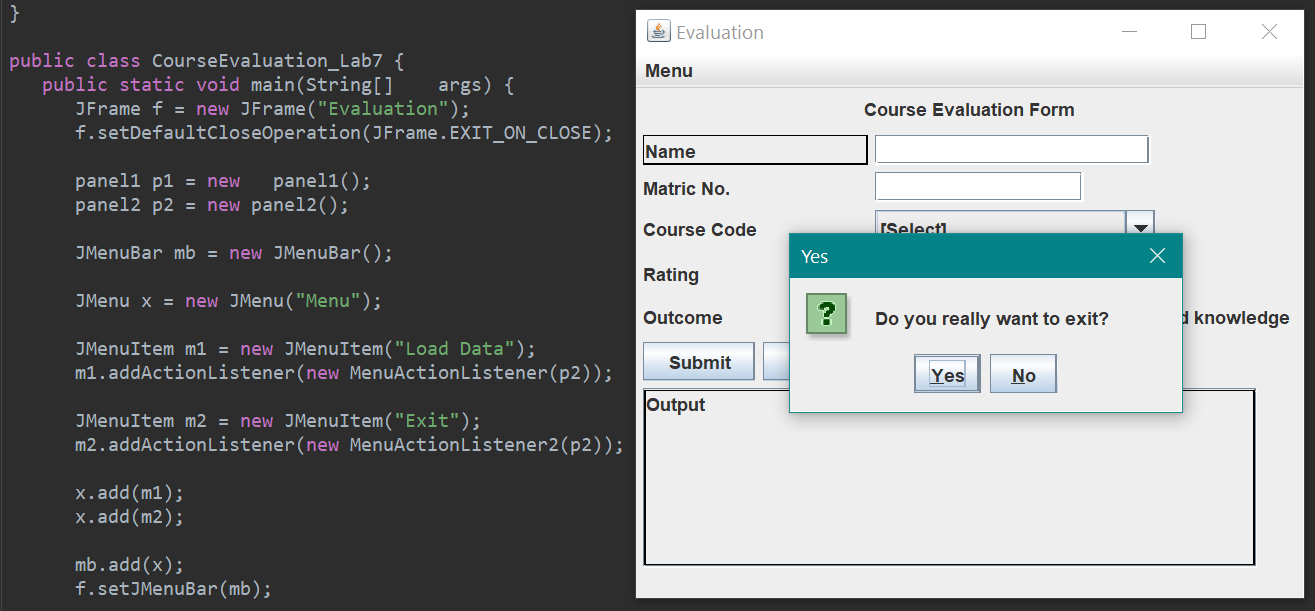 }
public class CourseEvaluation_Lab7 {
public static void main(String[] args) {
JFrame f = new JFrame("Evaluation");
f.setDefaultCloseOperation(JFrame.EXIT_ON_CLOSE);
panel1 p1 = new panel1();
panel2 p2 = new panel2();
JMenuBar mb = new JMenuBar();
JMenu x = new JMenu("Menu");
JMenuItem m1 = new JMenuItem("Load Data");
m1.addActionListener(new MenuActionListener(p2));
JMenuItem m2 = new JMenuItem("Exit");
m2.addActionListener(new MenuActionListener2(p2));
x.add(m1);
x.add(m2);
mb.add(x);
f.setJMenuBar(mb);
Evaluation
Menu
Course Evaluation Form
Name
Matric No.
Course Code
[Select]
Rating
Outcome
knowledge
Submit
Output
Yes
Do you really want to exit?
Yes
No